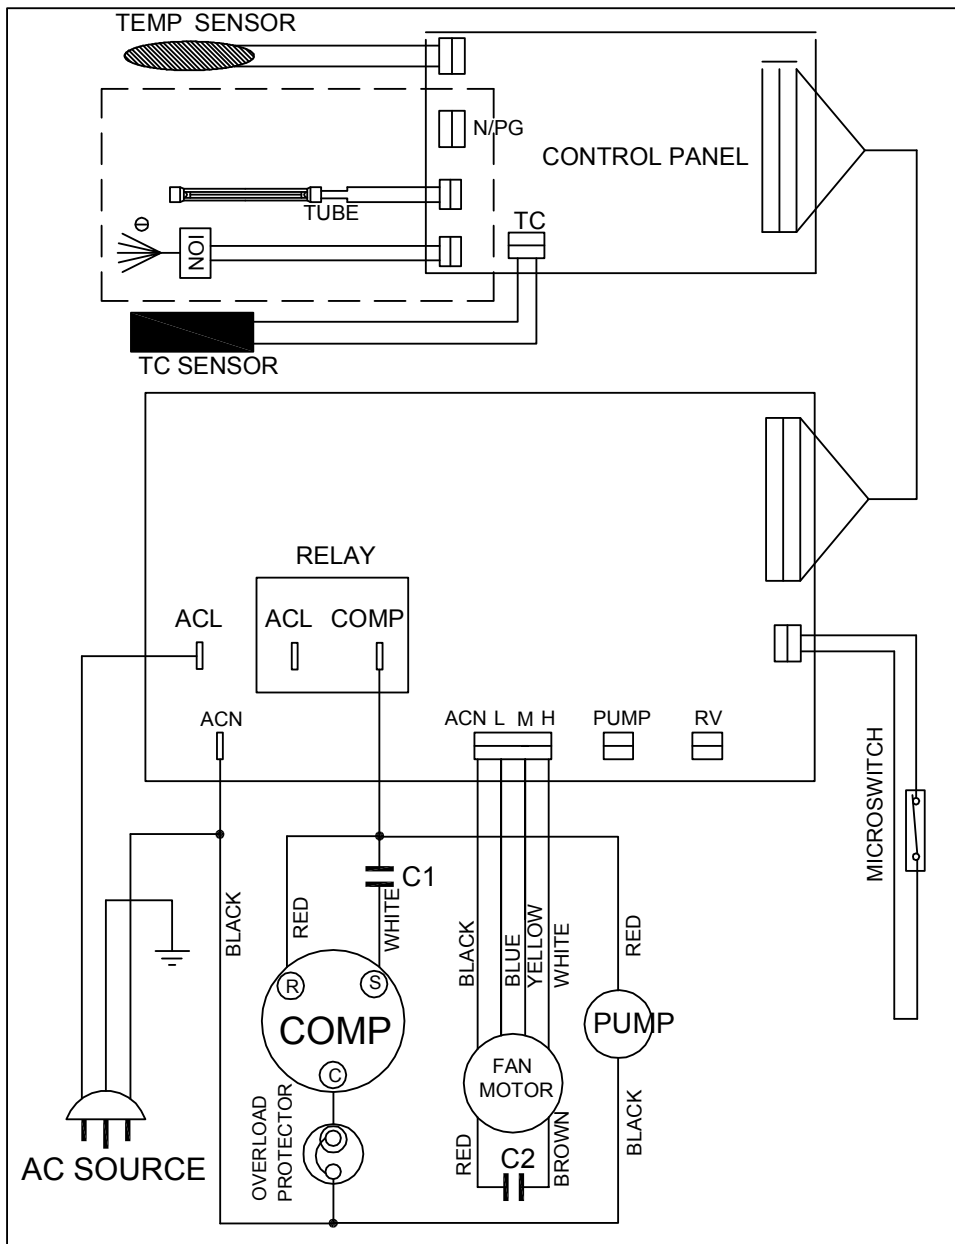 TEMP SENSOR
N/PG
CONTROL PANEL
TUBE
TC
ION
TC SENSOR
RELAY
ACL
ACL
COMP
ACN
ACN L M H
PUMP
RV
MICROSWITCH
C1
BLACK
RED
WHITE
BLACK
BLUE
YELLOW
WHITE
RED
R
S
COMP
C
PUMP
FAN
MOTOR
OVERLOAD
PROTECTOR
BLACK
RED
C2
BROWN
AC SOURCE